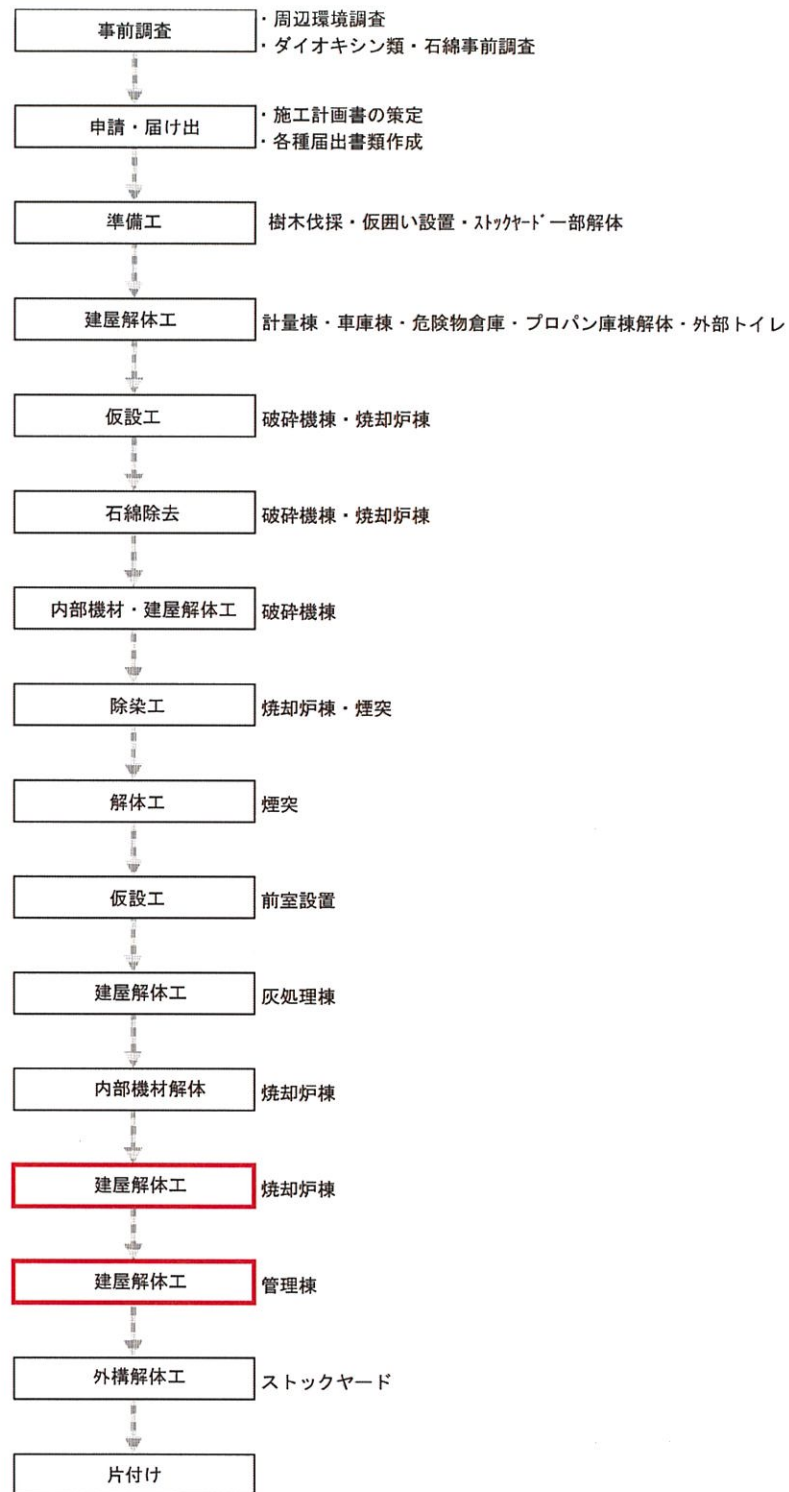 事前調査
・周辺環境調査
・ダイオキシン類・石綿事前調査
申請・届け出
・施工計画書の策定
・各種届出書類作成
準備工
樹木伐採・仮囲い設置・ｽﾄｯｸﾔｰﾄﾞ一部解体
建屋解体工
計量棟・車庫棟・危険物倉庫・プロパン庫棟解体・外部トイレ
仮設工
破砕機棟・焼却炉棟
石綿除去
破砕機棟・焼却炉棟
内部機材・建屋解体工
破砕機棟
除染工
焼却炉棟・煙突
解体工
煙突
仮設工
前室設置
建屋解体工
灰処理棟
内部機材解体
焼却炉棟
建屋解体工
焼却炉棟
建屋解体工
管理棟
外構解体工
ストックヤード
片付け